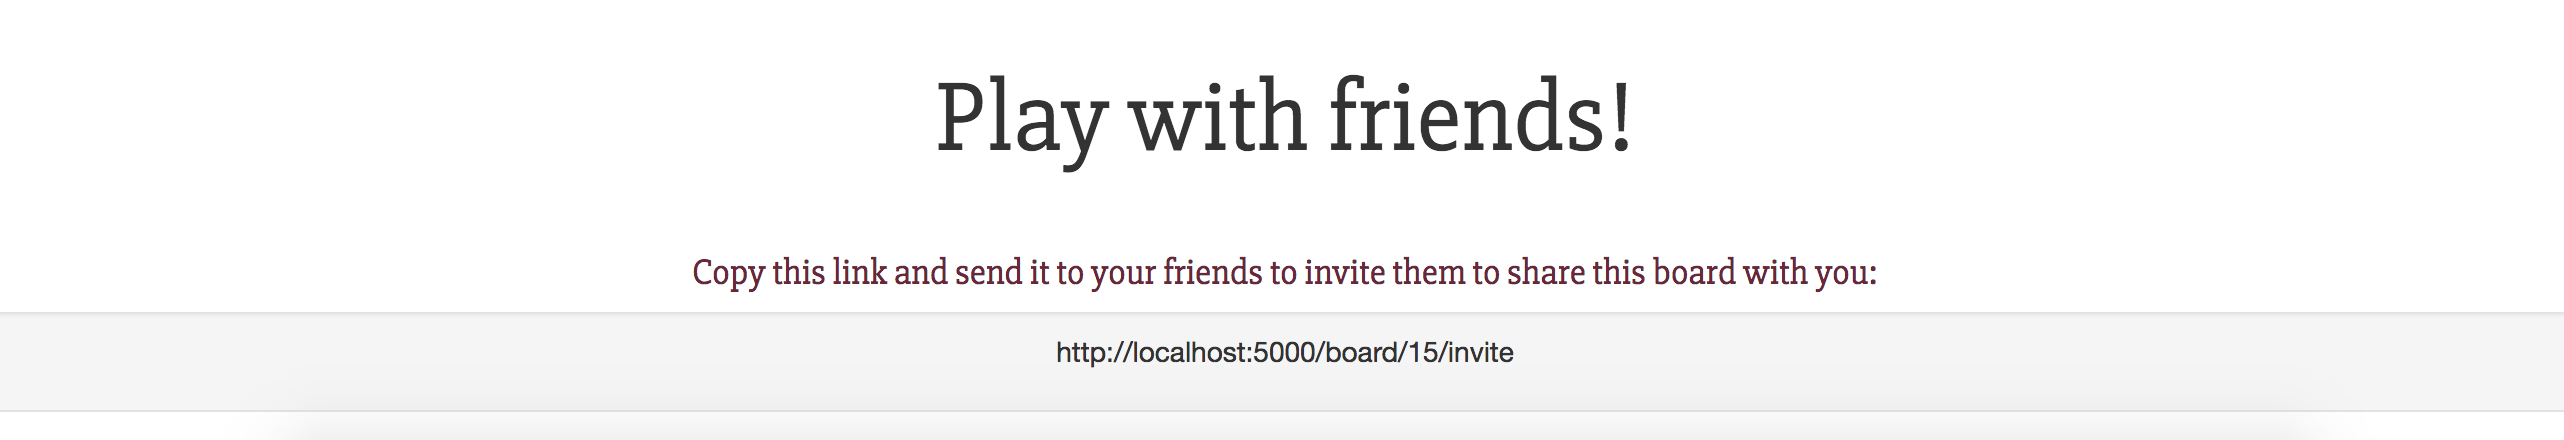 Play with friends!
Copy this link and send it to your friends to invite them to share this board with you:
http://localhost:5000/board/15/invite